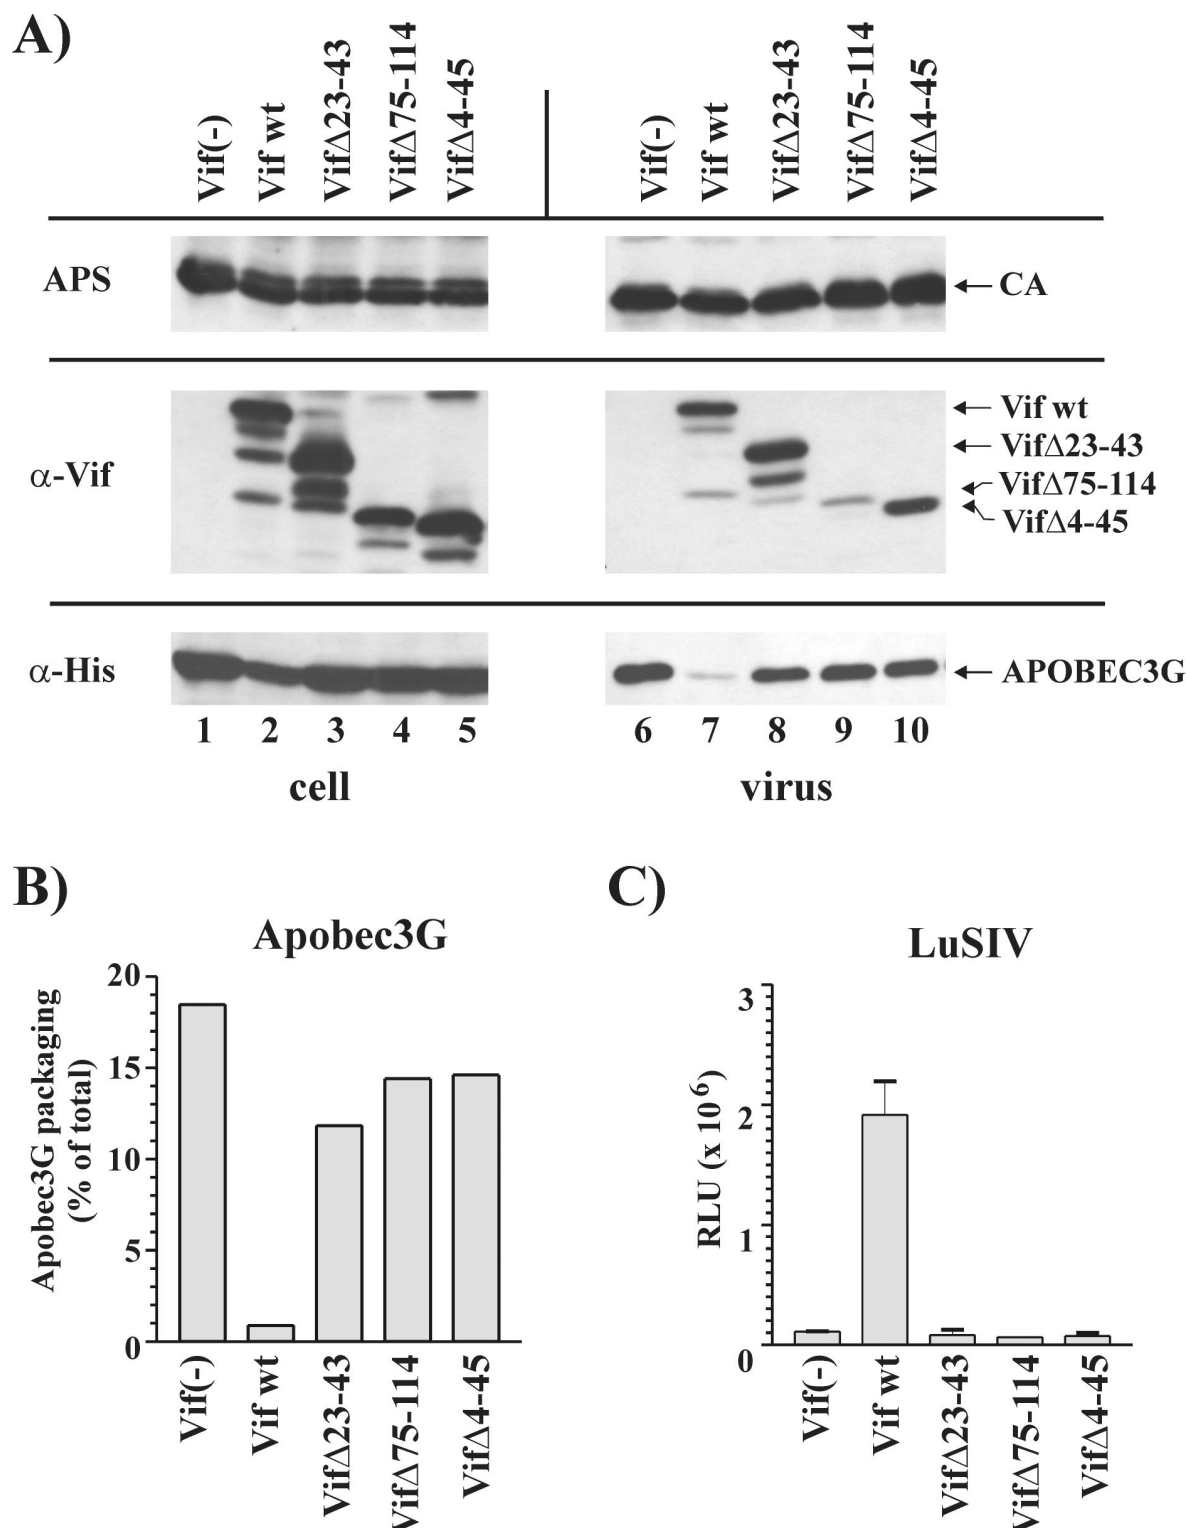 A)
Vif(-) Vif wt VifΔ23-43 VifΔ75-114 VifΔ4-45 Vif(-) Vif wt VifΔ23-43 VifΔ75-114 VifΔ4-45
APS CA
α-Vif Vif wt
VifΔ23-43
VifΔ75-114
VifΔ4-45
α-His APOBEC3G
1 2 3 4 5 6 7 8 9 10
cell virus
B)
Apobec3G
Apobec3G packaging
(% of total)
20
15
10
5
0
Vif(-) Vif wt VifΔ23-43 VifΔ75-114 VifΔ4-45
C)
LuSIV
RLU (x 10⁶)
3
2
1
0
Vif(-) Vif wt VifΔ23-43 VifΔ75-114 VifΔ4-45